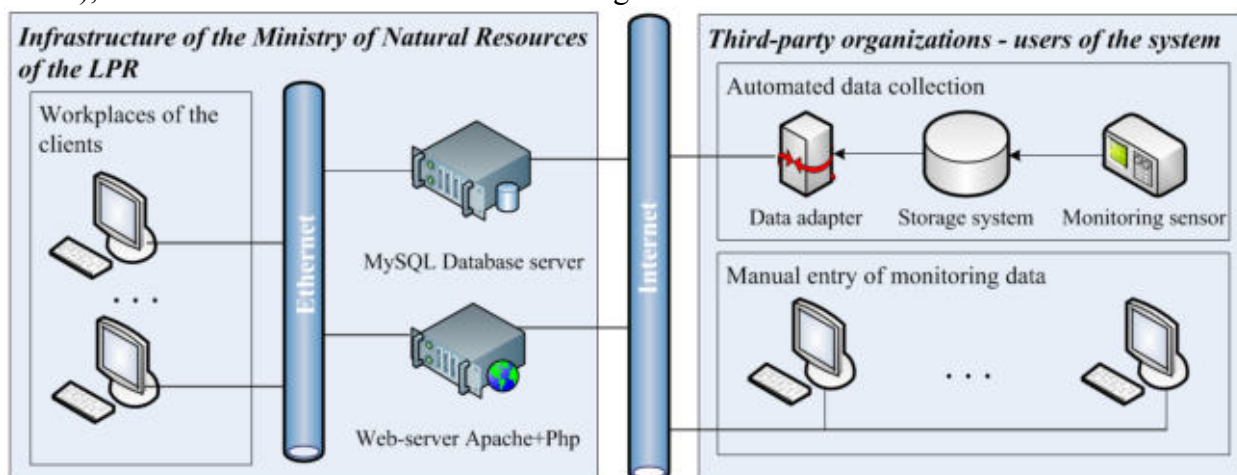 Infrastructure of the Ministry of Natural Resources
of the LPR
Workplaces of the
clients
. . .
Ethernet
MySQL Database server
Web-server Apache+Php
Internet
Third-party organizations - users of the system
Automated data collection
Data adapter
Storage system
Monitoring sensor
Manual entry of monitoring data
. . .